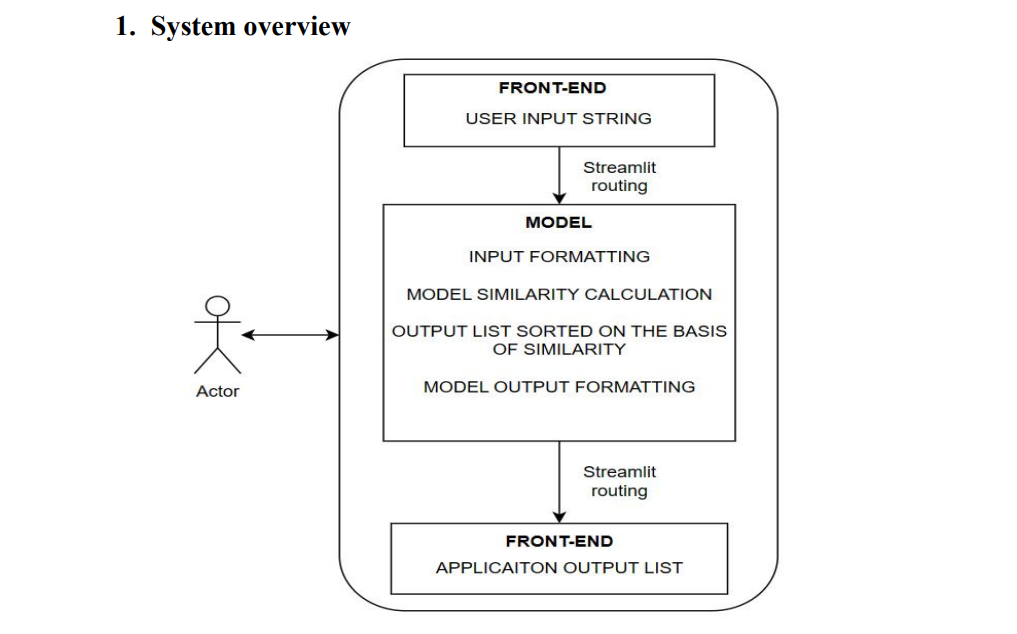 1. System overview
FRONT-END
USER INPUT STRING
Streamlit
routing
MODEL
INPUT FORMATTING
MODEL SIMILARITY CALCULATION
OUTPUT LIST SORTED ON THE BASIS
OF SIMILARITY
MODEL OUTPUT FORMATTING
Actor
Streamlit
routing
FRONT-END
APPLICAITON OUTPUT LIST